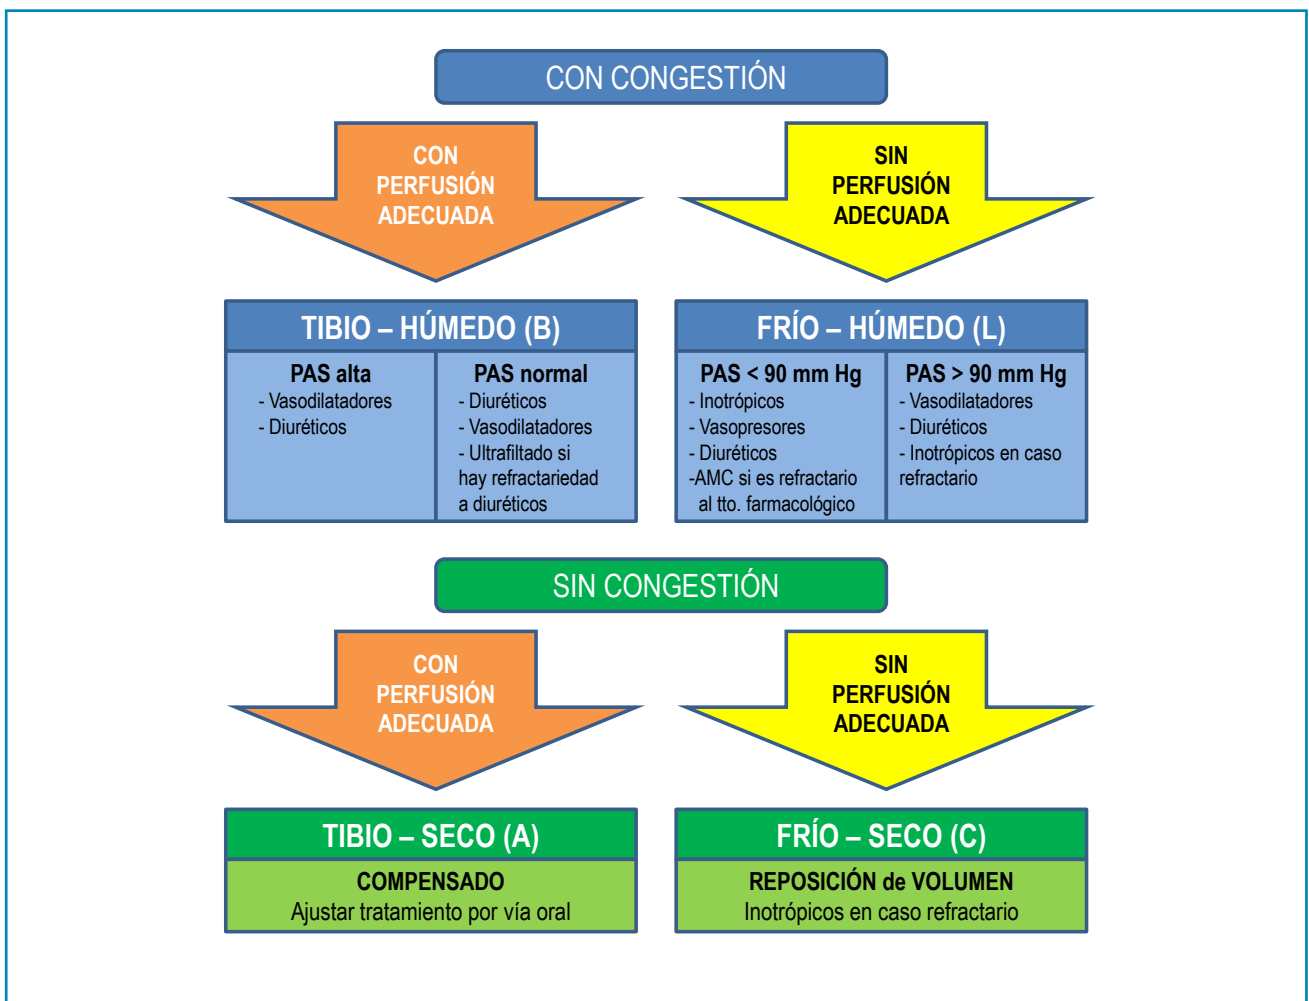 CON CONGESTIÓN
CON
PERFUSIÓN
ADECUADA
SIN
PERFUSIÓN
ADECUADA
TIBIO – HÚMEDO (B)
PAS alta
- Vasodilatadores
- Diuréticos
PAS normal
- Diuréticos
- Vasodilatadores
- Ultrafiltado si
hay refractariedad
a diuréticos
FRÍO – HÚMEDO (L)
PAS < 90 mm Hg
- Inotrópicos
- Vasopresores
- Diuréticos
-AMC si es refractario
al tto. farmacológico
PAS > 90 mm Hg
- Vasodilatadores
- Diuréticos
- Inotrópicos en caso
refractario
SIN CONGESTIÓN
CON
PERFUSIÓN
ADECUADA
SIN
PERFUSIÓN
ADECUADA
TIBIO – SECO (A)
COMPENSADO
Ajustar tratamiento por vía oral
FRÍO – SECO (C)
REPOSICIÓN de VOLUMEN
Inotrópicos en caso refractario